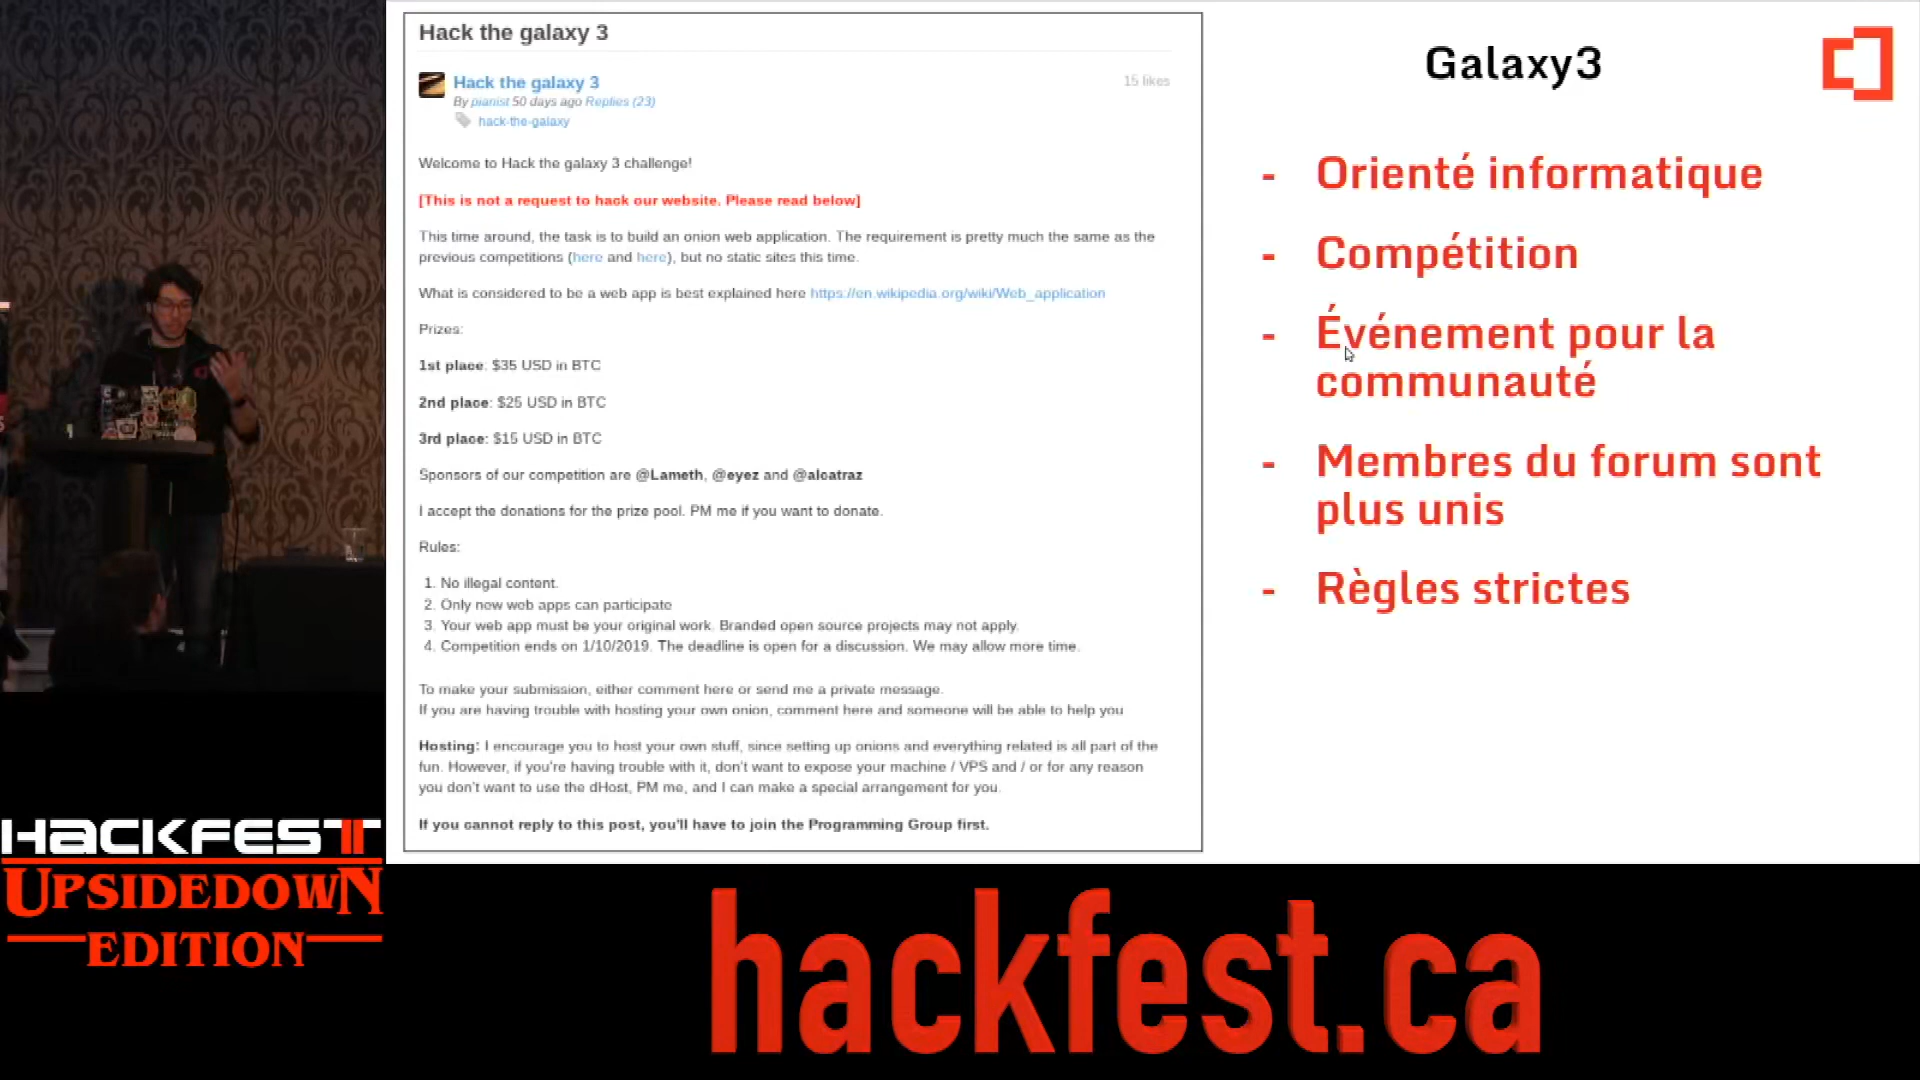 Hack the galaxy 3
Hack the galaxy 3
15 likes
By pianist 50 days ago Replies (23)
hack-the-galaxy
Welcome to Hack the galaxy 3 challenge!
[This is not a request to hack our website. Please read below]
This time around, the task is to build an onion web application. The requirement is pretty much the same as the
previous competitions (here and here), but no static sites this time.
What is considered to be a web app is best explained here https://en.wikipedia.org/wiki/Web_application
Prizes:
1st place: $35 USD in BTC
2nd place: $25 USD in BTC
3rd place: $15 USD in BTC
Sponsors of our competition are @Lameth, @eyez and @alcatraz
I accept the donations for the prize pool. PM me if you want to donate.
Rules:
1. No illegal content.
2. Only new web apps can participate
3. Your web app must be your original work. Branded open source projects may not apply.
4. Competition ends on 1/10/2019. The deadline is open for a discussion. We may allow more time.
To make your submission, either comment here or send me a private message.
If you are having trouble with hosting your own onion, comment here and someone will be able to help you
Hosting: I encourage you to host your own stuff, since setting up onions and everything related is all part of the
fun. However, if you're having trouble with it, don't want to expose your machine / VPS and / or for any reason
you don't want to use the dHost, PM me, and I can make a special arrangement for you.
If you cannot reply to this post, you'll have to join the Programming Group first.
Galaxy3
- Orienté informatique
- Compétition
- Événement pour la
communauté
- Membres du forum sont
plus unis
- Règles strictes
HACKFEST
UPSIDEDOWN
EDITION
hackfest.ca